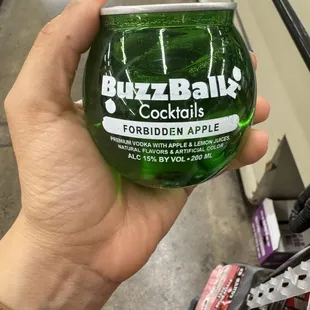 BuzzBallz
Cocktails
FORBIDDEN APPLE
PREMIUM VODKA WITH APPLE & LEMON JUICES,
NATURAL FLAVORS & ARTIFICIAL COLOR
ALC 15% BY VOL • 200 ML